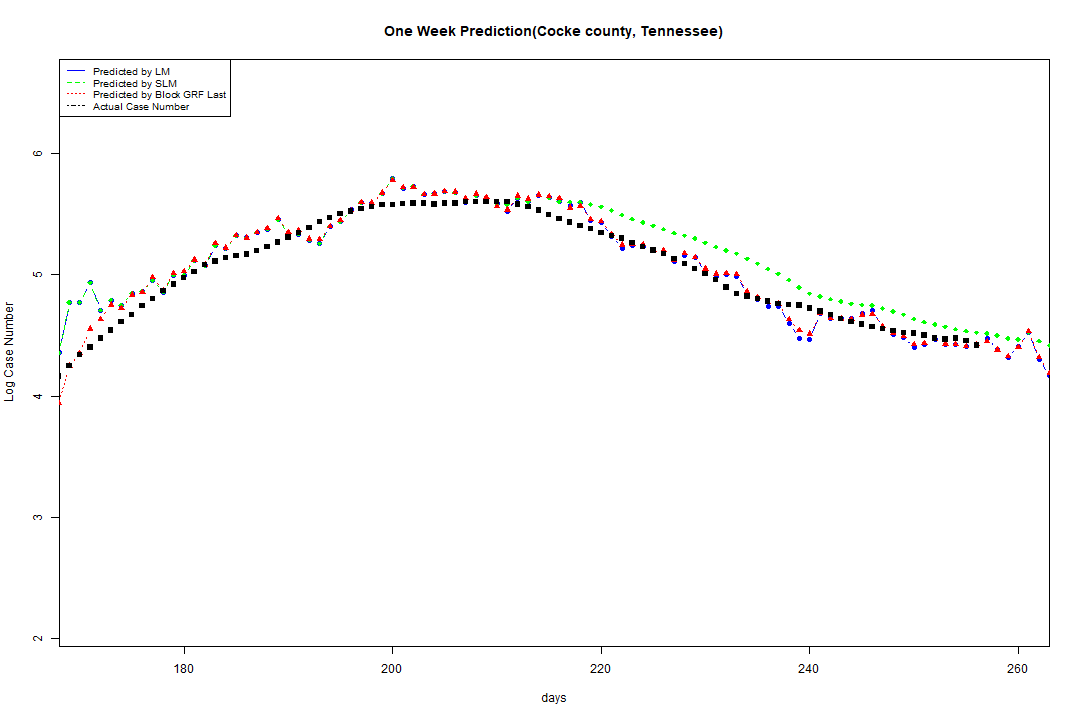 One Week Prediction(Cocke county, Tennessee)
Predicted by LM
Predicted by SLM
Predicted by Block GRF Last
Actual Case Number
6
5
4
3
2
Log Case Number
180 200 220 240 260
days